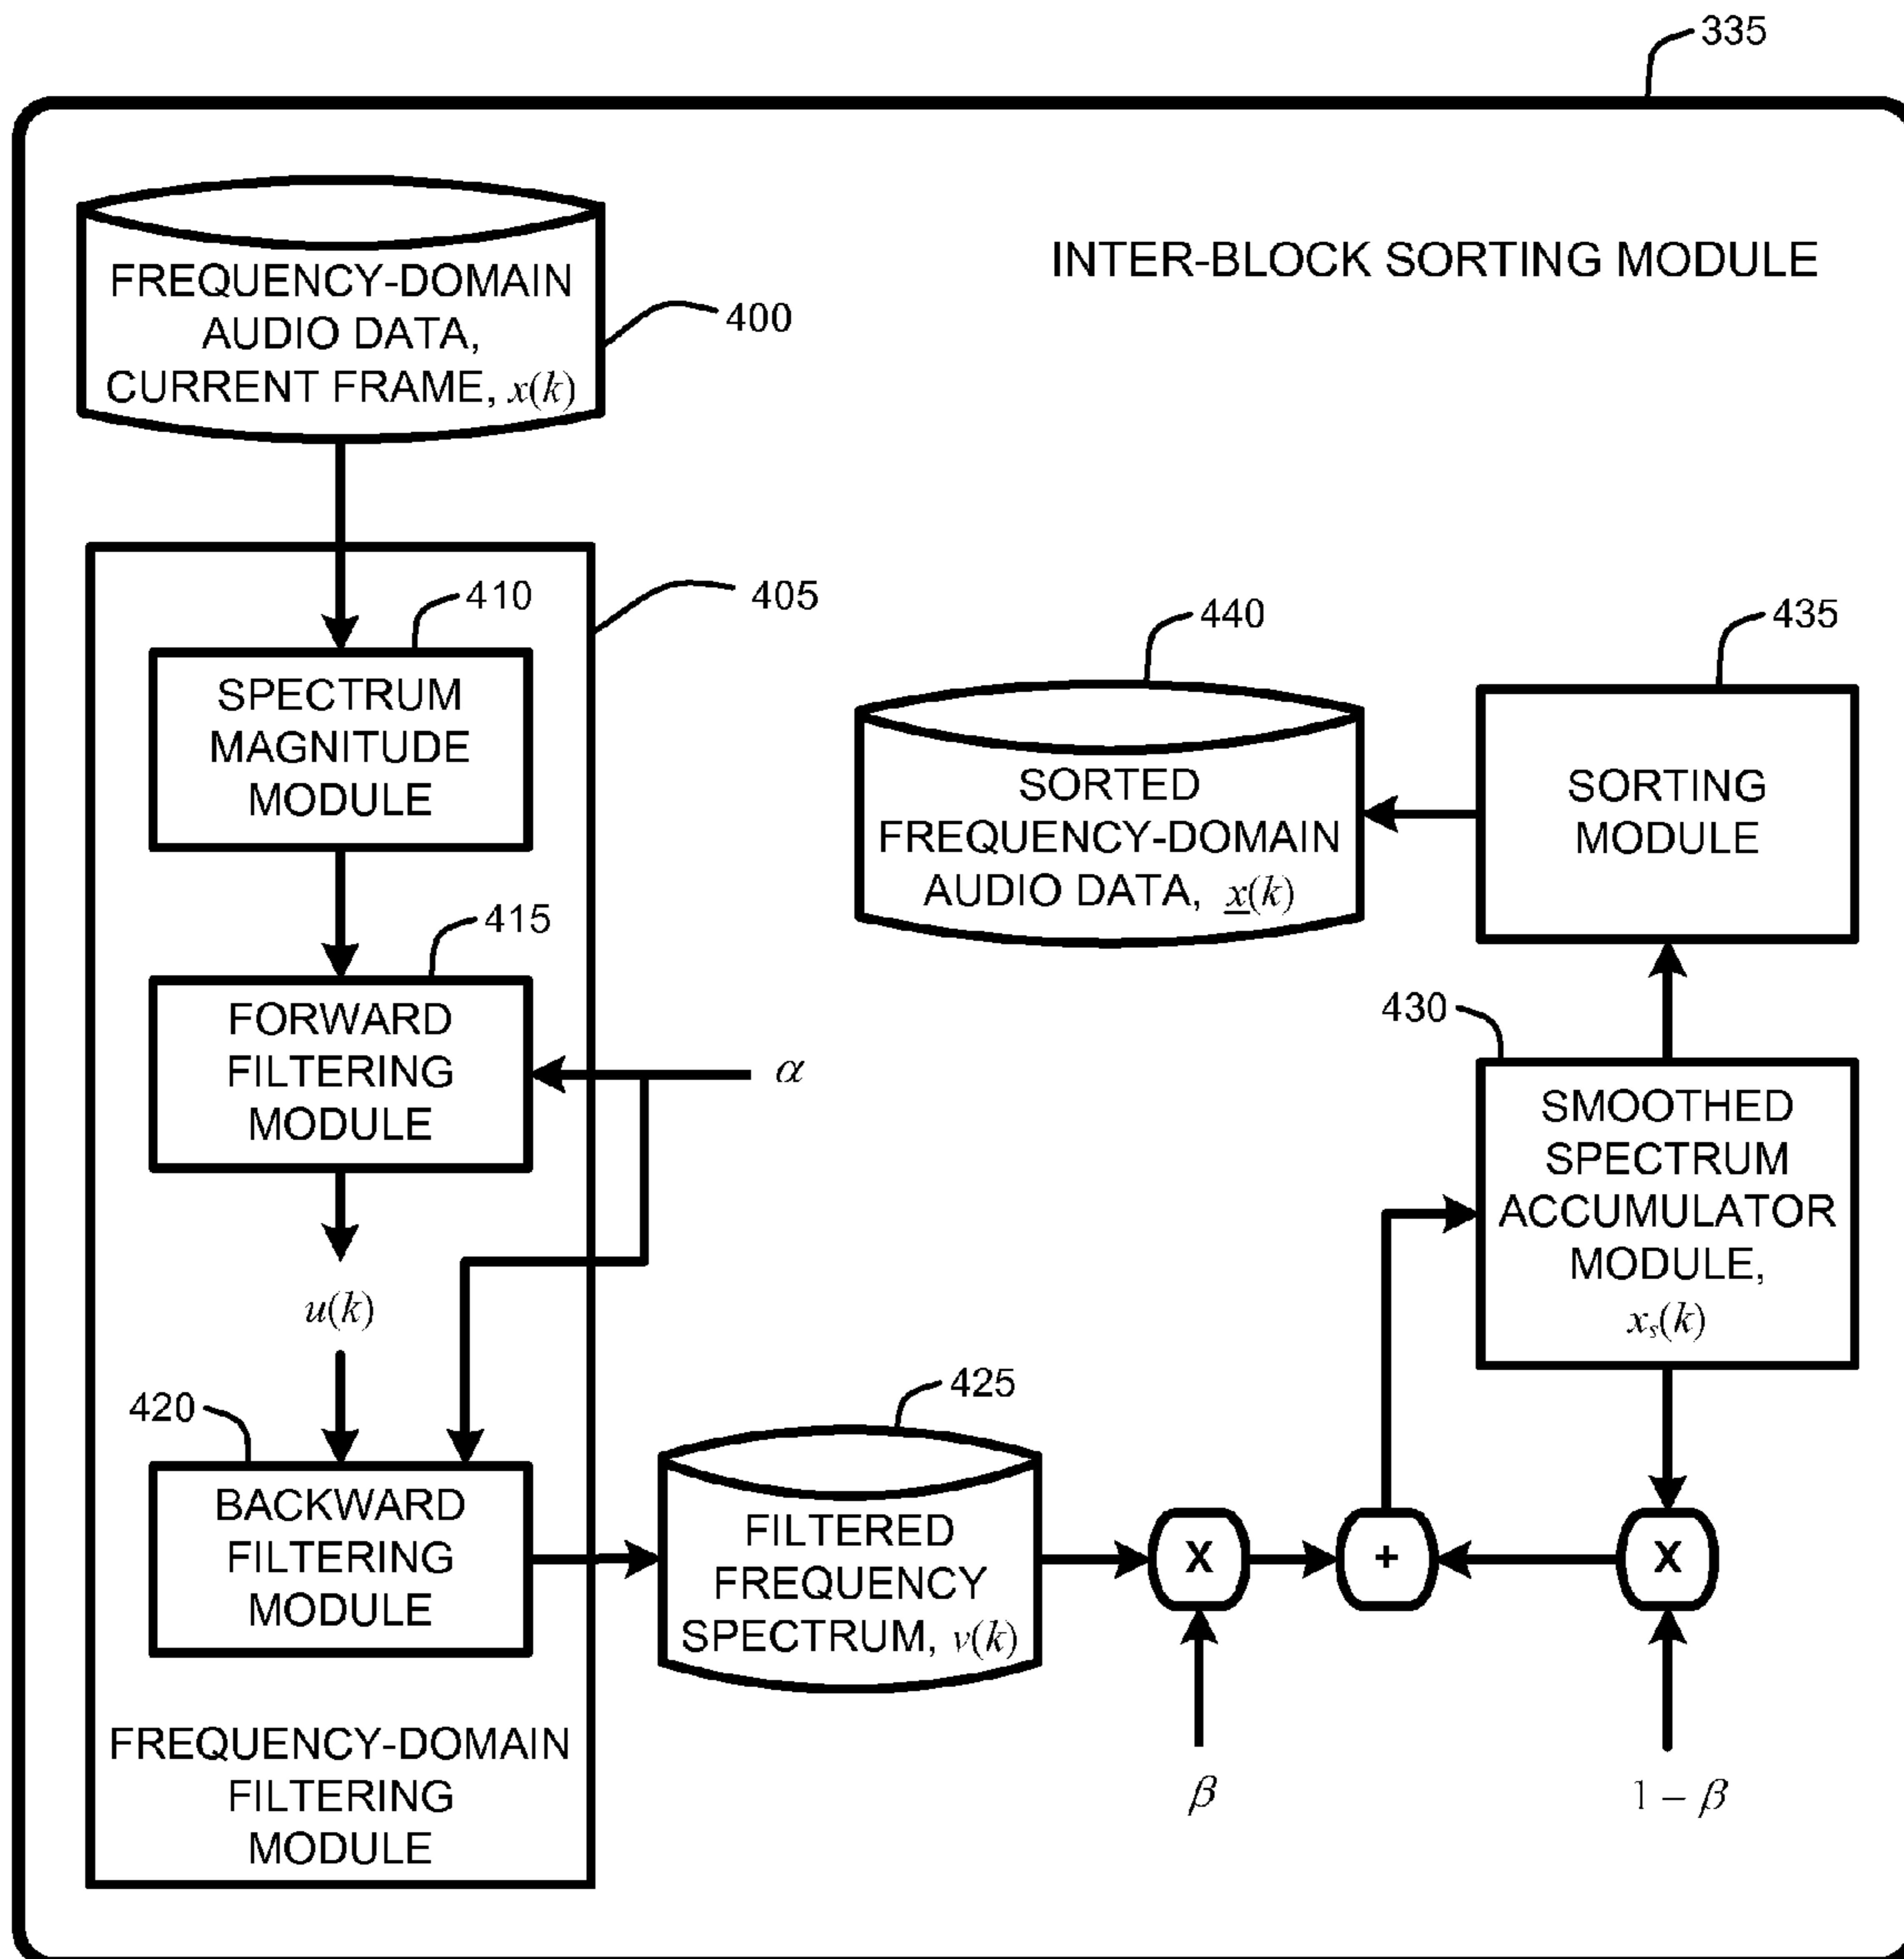 335
INTER-BLOCK SORTING MODULE
FREQUENCY-DOMAIN
AUDIO DATA,
CURRENT FRAME, x(k)
400
405
410
SPECTRUM
MAGNITUDE
MODULE
415
FORWARD
FILTERING
MODULE
α
u(k)
420
BACKWARD
FILTERING
MODULE
FREQUENCY-DOMAIN
FILTERING
MODULE
425
FILTERED
FREQUENCY
SPECTRUM, v(k)
X
β
+
X
1 – β
430
SMOOTHED
SPECTRUM
ACCUMULATOR
MODULE,
xs(k)
435
SORTING
MODULE
440
SORTED
FREQUENCY-DOMAIN
AUDIO DATA, x(k)